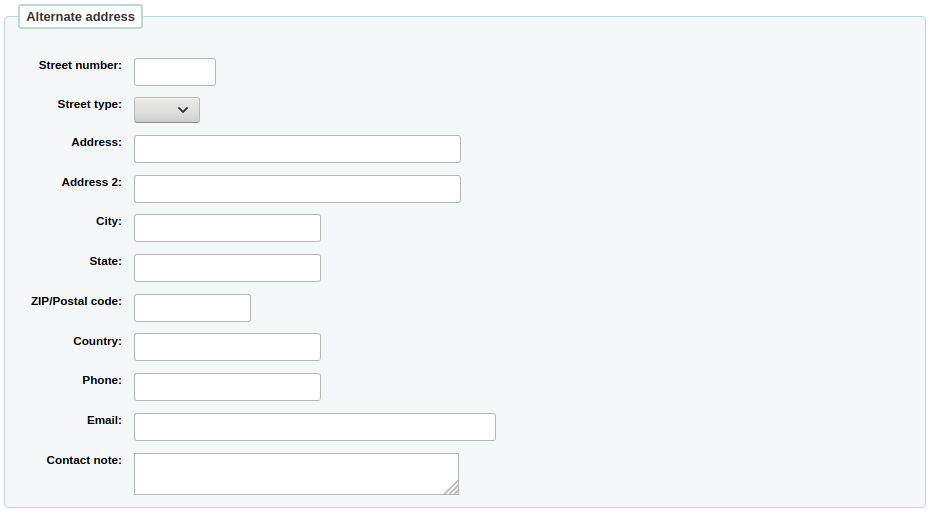 Alternate address
Street number:
Street type:
Address:
Address 2:
City:
State:
ZIP/Postal code:
Country:
Phone:
Email:
Contact note: